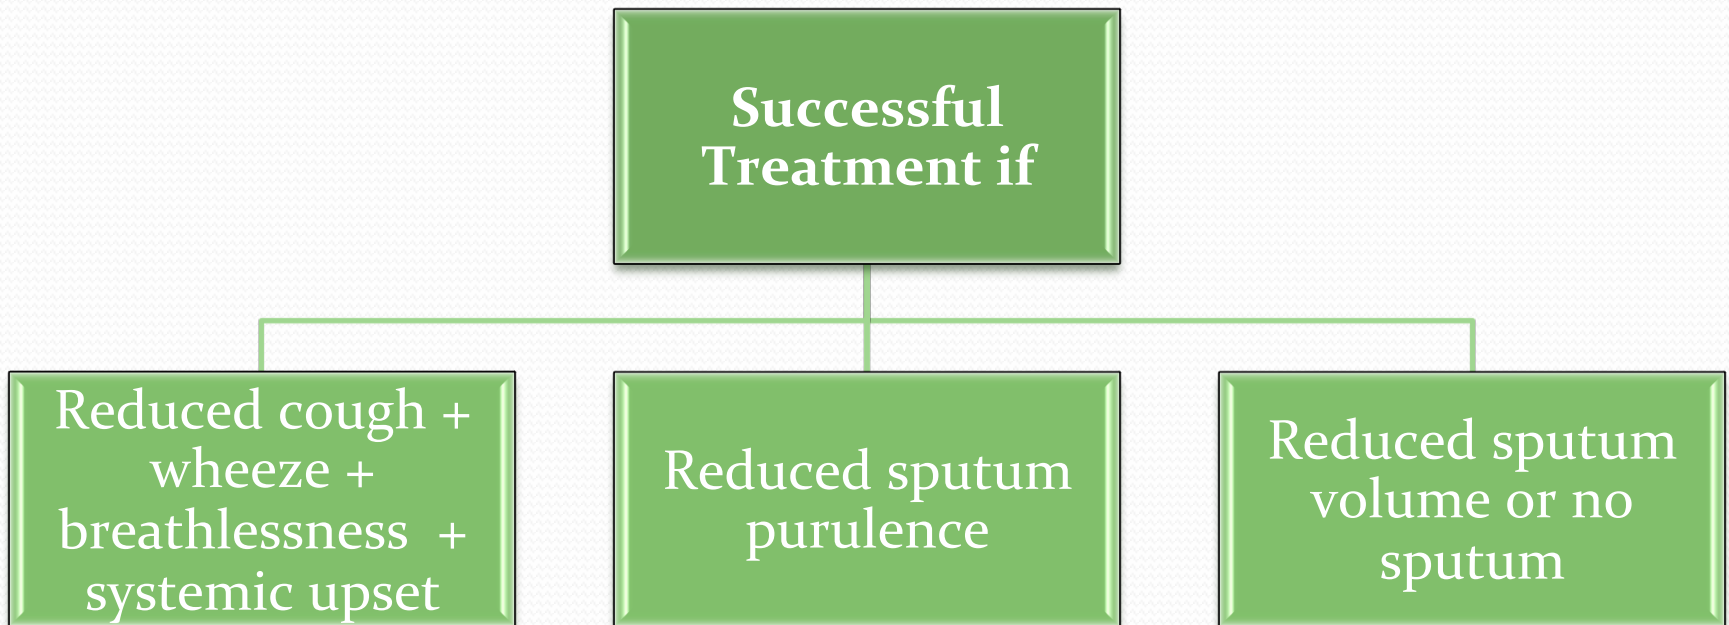 Successful
Treatment if
Reduced cough +
wheeze +
breathlessness +
systemic upset
Reduced sputum
purulence
Reduced sputum
volume or no
sputum